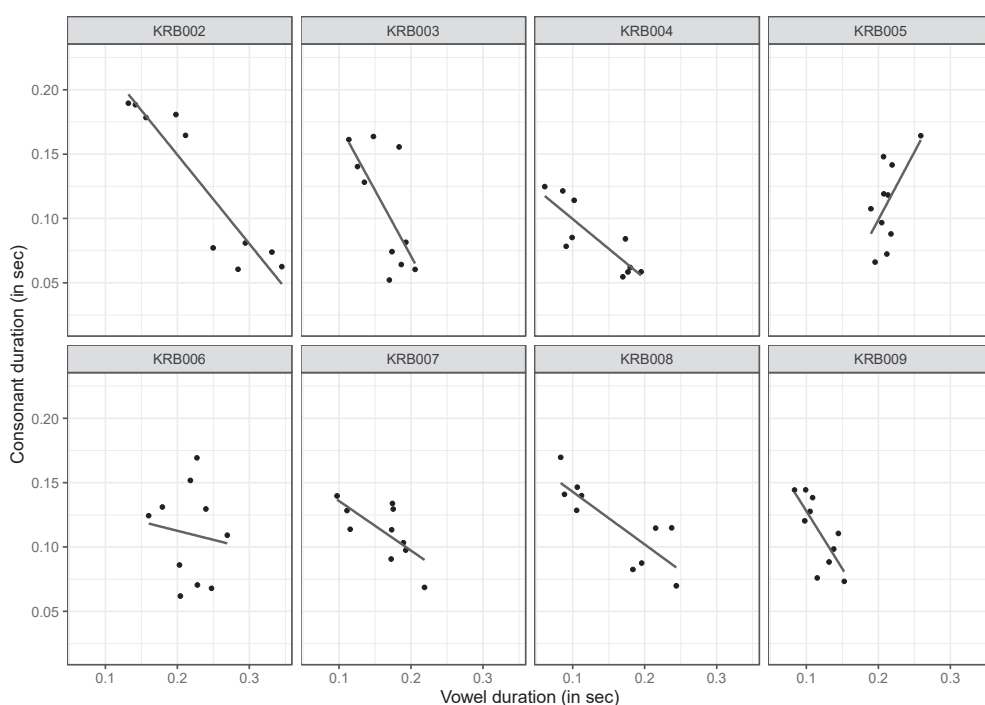 KRB002 KRB003 KRB004 KRB005
0.20
0.15
0.10
0.05
KRB006 KRB007 KRB008 KRB009
0.20
0.15
0.10
0.05
0.1 0.2 0.3 0.1 0.2 0.3 0.1 0.2 0.3 0.1 0.2 0.3
Vowel duration (in sec)
Consonant duration (in sec)